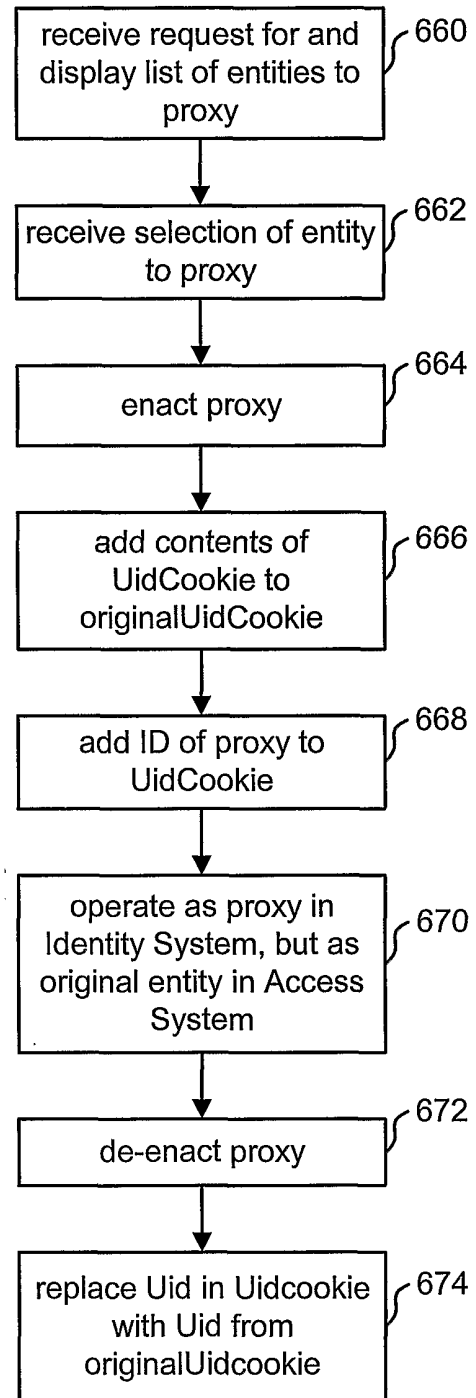 receive request for and
display list of entities to
proxy
660
receive selection of entity
to proxy
662
enact proxy
664
add contents of
UidCookie to
originalUidCookie
666
add ID of proxy to
UidCookie
668
operate as proxy in
Identity System, but as
original entity in Access
System
670
de-enact proxy
672
replace Uid in Uidcookie
with Uid from
originalUidcookie
674